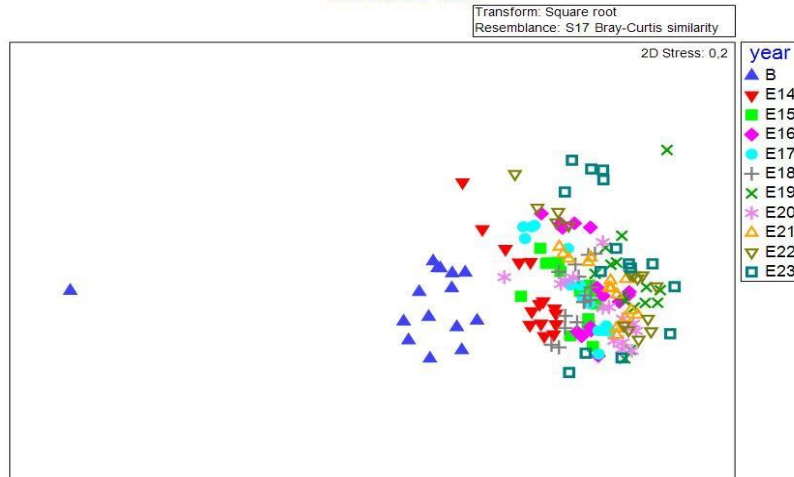 Transform: Square root
Resemblance: S17 Bray-Curtis similarity
2D Stress: 0,2
year
B
E14
E15
E16
E17
E18
E19
E20
E21
E22
E23